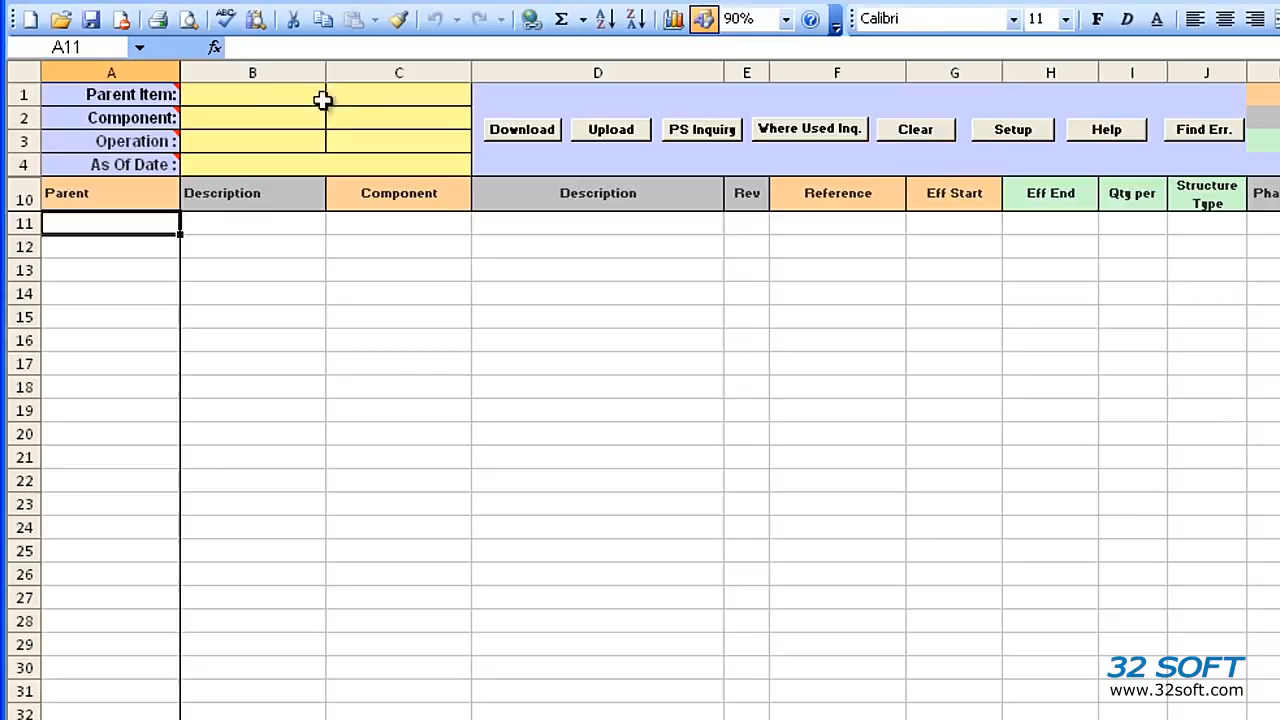 ABC
Σ
A
Z
Z
A
90%
?
Calibri
11
F
D
A
A11
fx
A B C D E F G H I J
1 Parent Item:
2 Component:
3 Operation :
4 As Of Date :
Download Upload PS Inquiry Where Used Inq. Clear Setup Help Find Err.
10 Parent Description Component Description Rev Reference Eff Start Eff End Qty per Structure Type Pha
11
12
13
14
15
16
17
18
19
20
21
22
23
24
25
26
27
28
29
30
31
32
32 SOFT
www.32soft.com